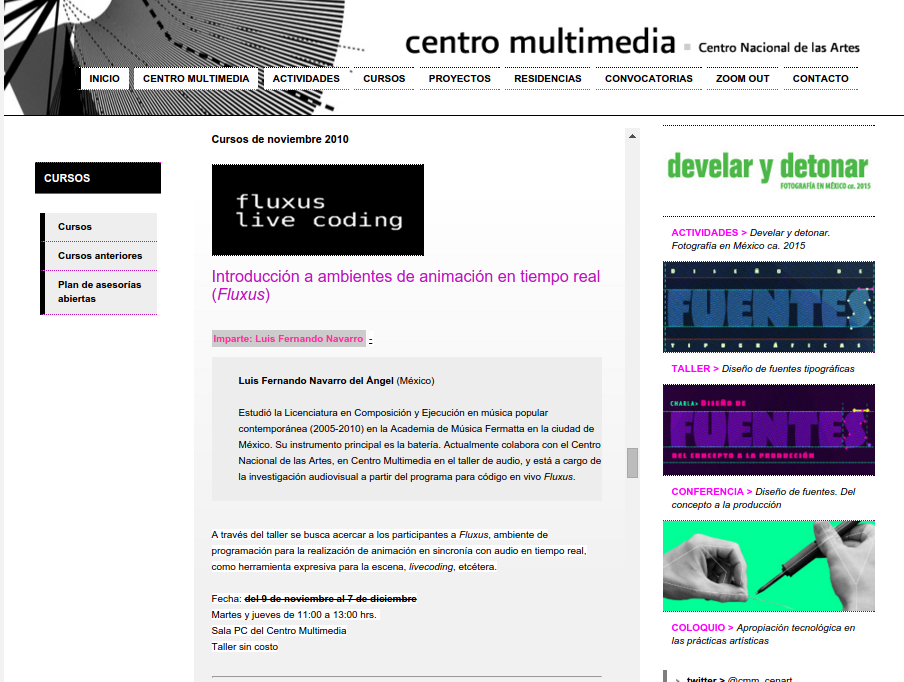 centro multimedia Centro Nacional de las Artes
INICIO CENTRO MULTIMEDIA ACTIVIDADES CURSOS PROYECTOS RESIDENCIAS CONVOCATORIAS ZOOM OUT CONTACTO
CURSOS
Cursos
Cursos anteriores
Plan de asesorías
abiertas
Cursos de noviembre 2010
fluxus
live coding
Introducción a ambientes de animación en tiempo real
(Fluxus)
Imparte: Luis Fernando Navarro -
Luis Fernando Navarro del Ángel (México)
Estudió la Licenciatura en Composición y Ejecución en música popular
contemporánea (2005-2010) en la Academia de Música Fermatta en la ciudad de
México. Su instrumento principal es la batería. Actualmente colabora con el Centro
Nacional de las Artes, en Centro Multimedia en el taller de audio, y está a cargo de
la investigación audiovisual a partir del programa para código en vivo Fluxus.
A través del taller se busca acercar a los participantes a Fluxus, ambiente de
programación para la realización de animación en sincronía con audio en tiempo real,
como herramienta expresiva para la escena, livecoding, etcétera.
Fecha: del 9 de noviembre al 7 de diciembre
Martes y jueves de 11:00 a 13:00 hrs.
Sala PC del Centro Multimedia
Taller sin costo
develar y detonar
FOTOGRAFÍA EN MÉXICO ca. 2015
ACTIVIDADES > Develar y detonar.
Fotografía en México ca. 2015
DISEÑO DE
FUENTES
TIPOGRÁFICAS
TALLER > Diseño de fuentes tipográficas
CHARLA> DISEÑO DE
FUENTES
DEL CONCEPTO A LA PRODUCCIÓN
CONFERENCIA > Diseño de fuentes. Del
concepto a la producción
COLOQUIO > Apropiación tecnológica en
las prácticas artísticas
twitter > @cmm_cenart